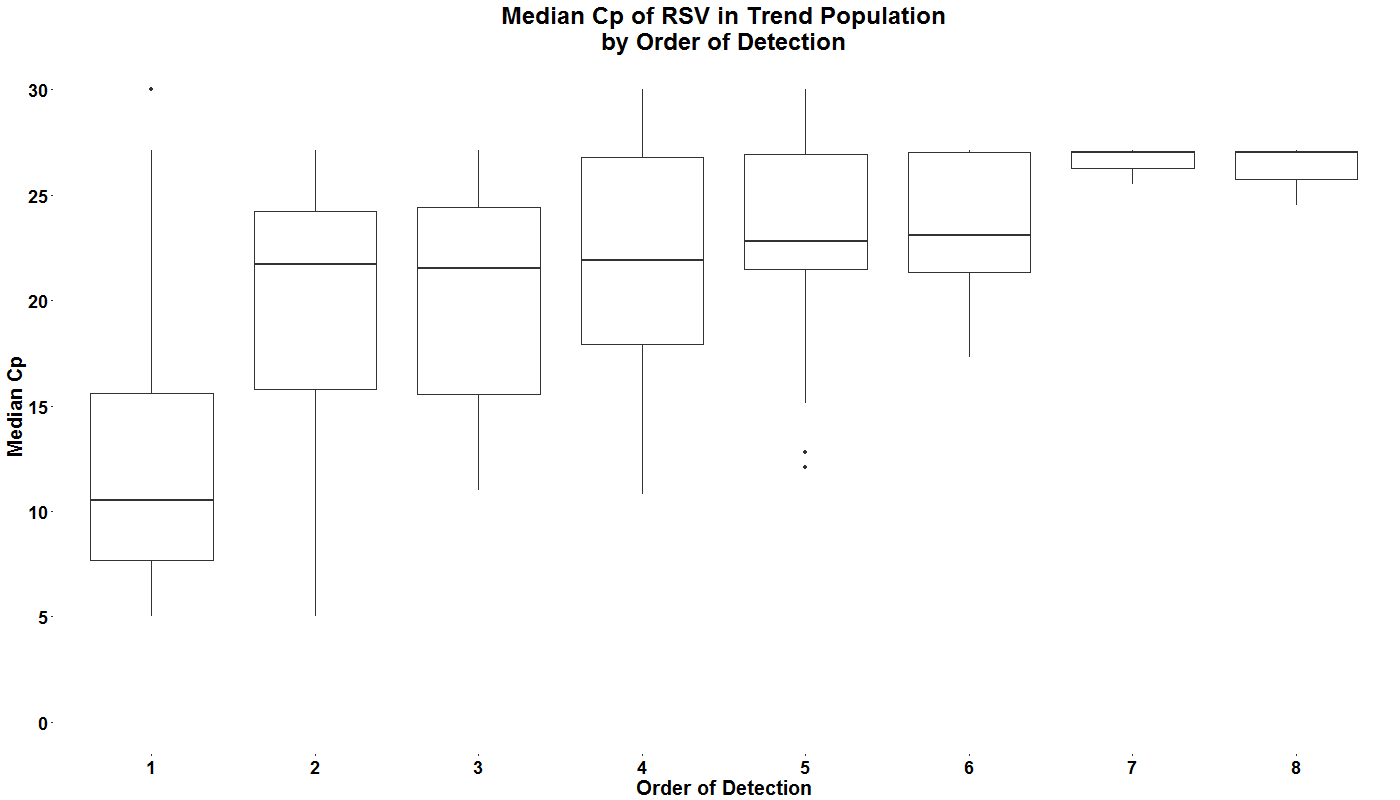 Median Cp of RSV in Trend Population
by Order of Detection
30
25
20
15
10
5
0
Median Cp
1 2 3 4 5 6 7 8
Order of Detection